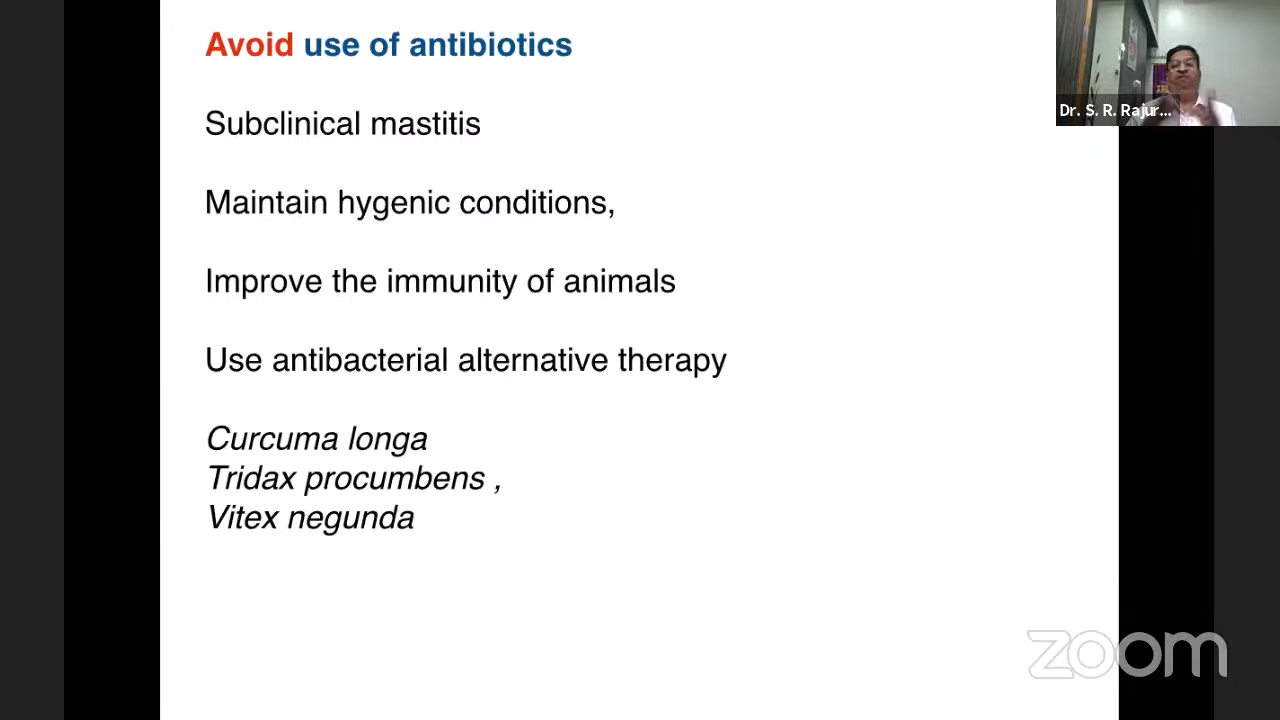 Avoid use of antibiotics
Subclinical mastitis
Maintain hygenic conditions,
Improve the immunity of animals
Use antibacterial alternative therapy
Curcuma longa
Tridax procumbens ,
Vitex negunda
Dr. S. R. Rajur...
zoom